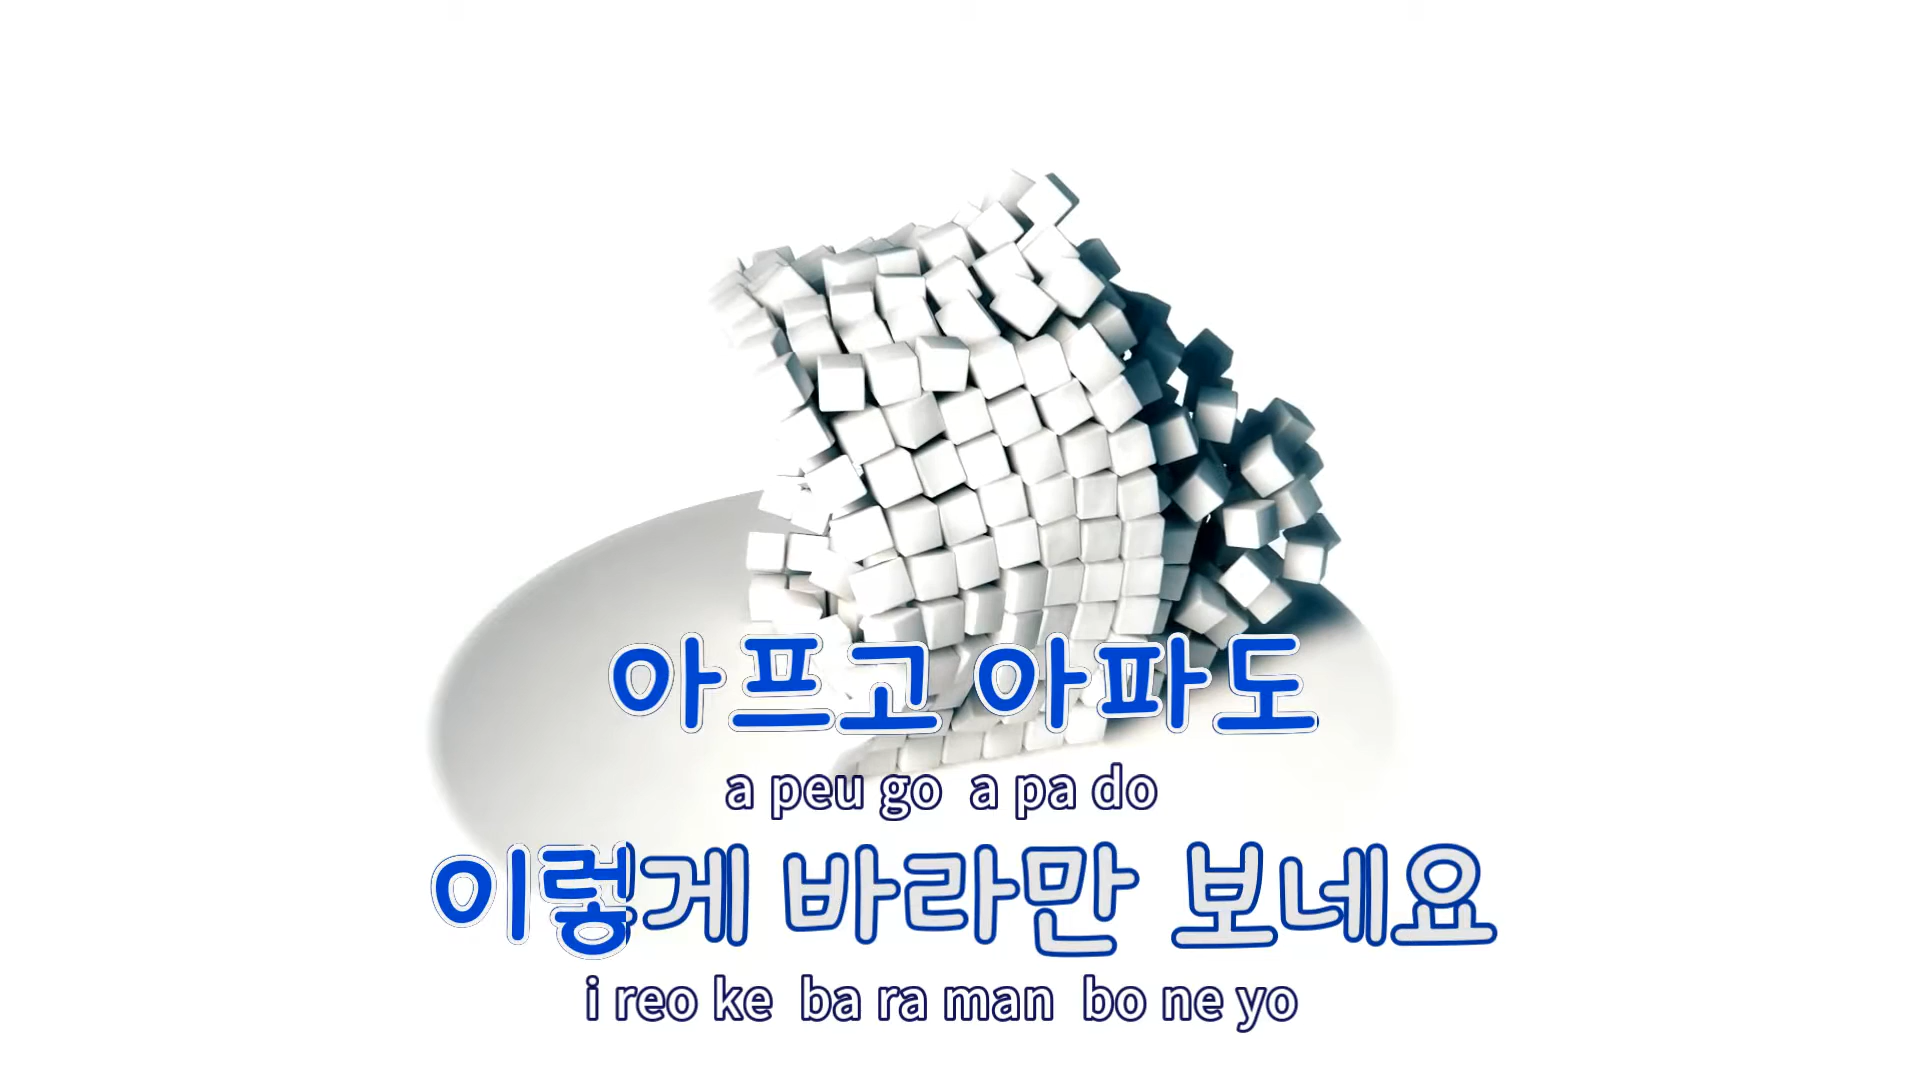 아프고 아파도
a peu go a pa do
이렇게 바라만 보네요
i reo ke ba ra man bo ne yo